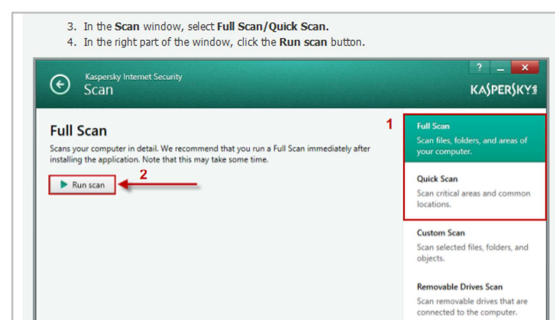 3. In the Scan window, select Full Scan/Quick Scan.
4. In the right part of the window, click the Run scan button.
Kaspersky Internet Security
Scan
? _ x
KASPERSKY
Full Scan
Scans your computer in detail. We recommend that you run a Full Scan immediately after
installing the application. Note that this may take some time.
2
Run scan
1
Full Scan
Scan files, folders, and areas of
your computer.
Quick Scan
Scan critical areas and common
locations.
Custom Scan
Scan selected files, folders, and
objects.
Removable Drives Scan
Scan removable drives that are
connected to the computer.